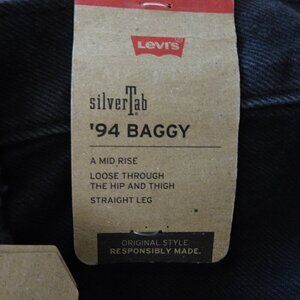 Levi's
silverTab
'94 BAGGY
A MID RISE
LOOSE THROUGH
THE HIP AND THIGH
STRAIGHT LEG
ORIGINAL STYLE.
RESPONSIBLY MADE.